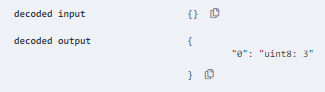 decoded input {}
decoded output {
"0": "uint8: 3"
}